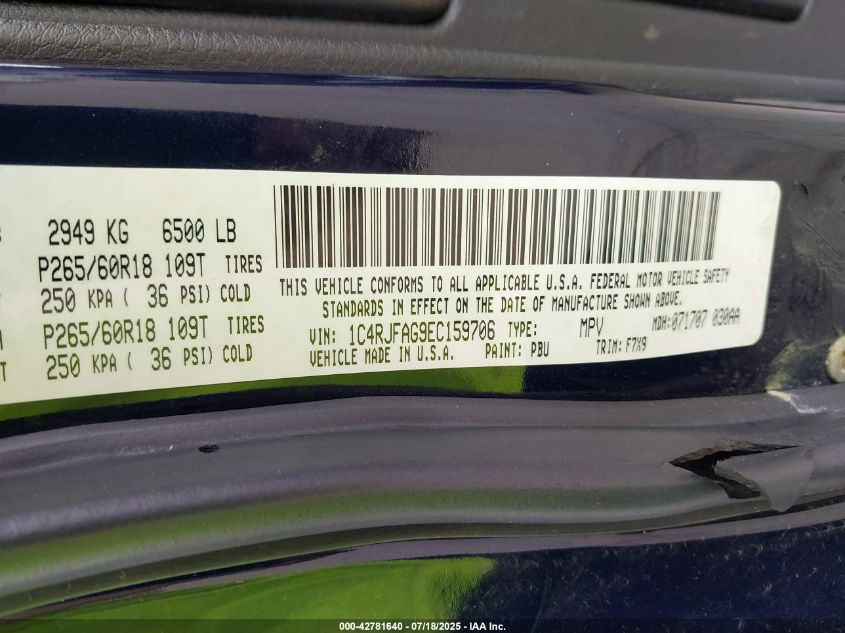 2949 KG 6500 LB
P265/60R18 109T TIRES
250 KPA ( 36 PSI) COLD
P265/60R18 109T TIRES
250 KPA ( 36 PSI) COLD
THIS VEHICLE CONFORMS TO ALL APPLICABLE U.S.A. FEDERAL MOTOR VEHICLE SAFETY
STANDARDS IN EFFECT ON THE DATE OF MANUFACTURE SHOWN ABOVE.
VIN: 1C4RJFAG9EC159706 TYPE: MPV MDH: 071707 030AA
VEHICLE MADE IN U.S.A. PAINT: PBU TRIM: F7X9
000-42781640 - 07/18/2025 - IAA Inc.